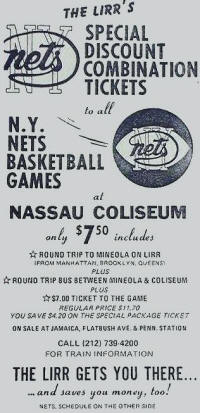 THE LIRR'S
NY
nets
SPECIAL
DISCOUNT
COMBINATION
TICKETS
to all
N.Y.
NETS
BASKETBALL
GAMES
NY
nets
at
NASSAU COLISEUM
only $7.50 includes
☆ ROUND TRIP TO MINEOLA ON LIRR
(FROM MANHATTAN, BROOKLYN, QUEENS)
PLUS
☆ ROUND TRIP BUS BETWEEN MINEOLA & COLISEUM
PLUS
☆ $7.00 TICKET TO THE GAME
REGULAR PRICE $11.70
YOU SAVE $4.20 ON THE SPECIAL PACKAGE TICKET
ON SALE AT JAMAICA, FLATBUSH AVE. & PENN. STATION
CALL (212) 739-4200
FOR TRAIN INFORMATION
THE LIRR GETS YOU THERE...
...and saves you money, too!
NETS, SCHEDULE ON THE OTHER SIDE